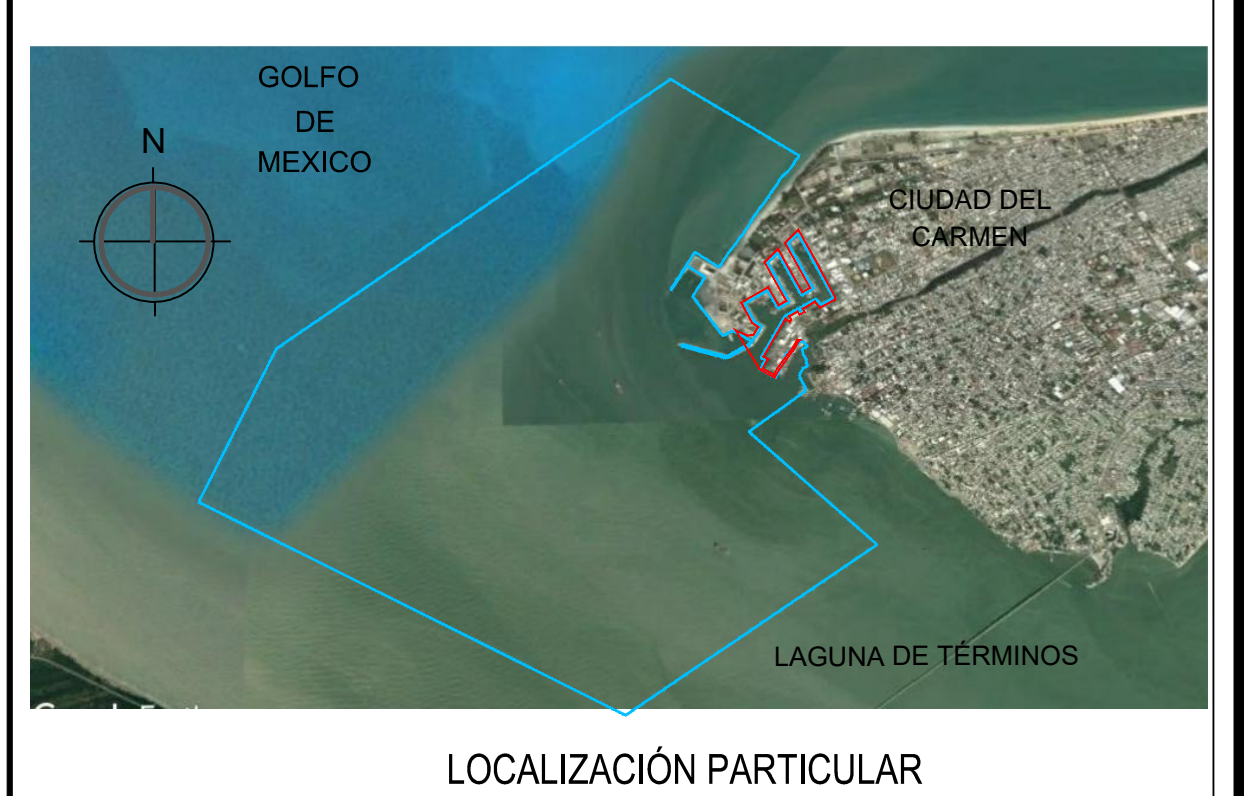 GOLFO
DE
MEXICO
N
CIUDAD DEL
CARMEN
LAGUNA DE TÉRMINOS
LOCALIZACIÓN PARTICULAR